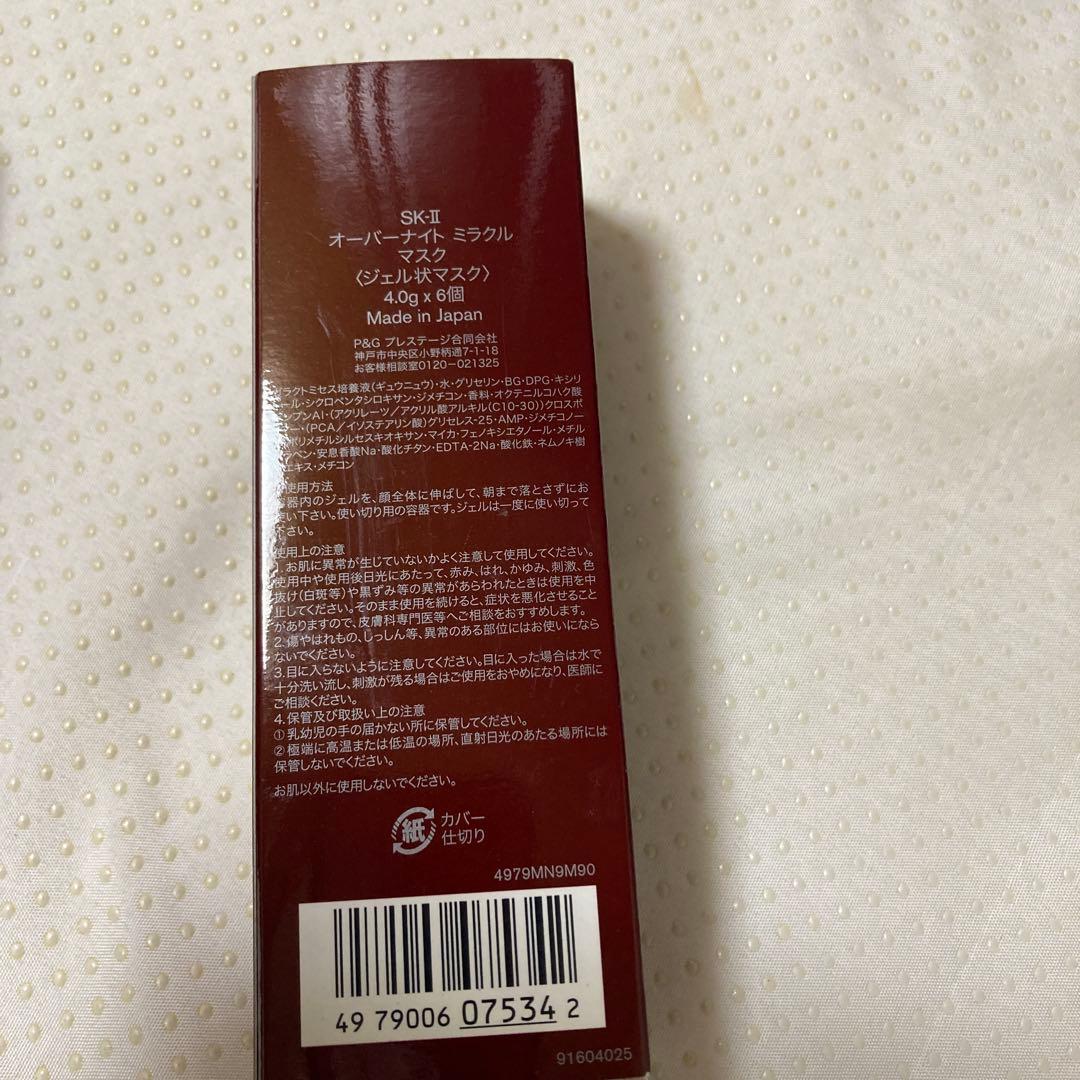 SK-II
オーバーナイト ミラクル
マスク
〈ジェル状マスク〉
4.0g x 6個
Made in Japan
P&G プレステージ合同会社
神戸市中央区小野柄通7-1-18
お客様相談室0120-021325
ラクトミセス培養液(ギュウニュウ)・水・グリセリン・BG・DPG・キシリ
ール・シクロペンタシロキサン・ジメチコン・香料・オクテニルコハク酸
ンプンAl・(アクリレーツ/アクリル酸アルキル(C10-30))クロスポ
ー・(PCA/イソステアリン酸)グリセレス-25・AMP・ジメチコノー
ポリメチルシルセスキオキサン・マイカ・フェノキシエタノール・メチル
ラベン・安息香酸Na・酸化チタン・EDTA-2Na・酸化鉄・ネムノキ樹
エキス・メチコン
使用方法
容器内のジェルを、顔全体に伸ばして、朝まで落とさずにお
使い下さい。使い切り用の容器です。ジェルは一度に使い切って
下さい。
使用上の注意
1.お肌に異常が生じていないかよく注意して使用してください。
使用中や使用後日光にあたって、赤み、はれ、かゆみ、刺激、色
抜け(白斑等)や黒ずみ等の異常があらわれたときは使用を中
止してください。そのまま使用を続けると、症状を悪化させること
がありますので、皮膚科専門医等へご相談をおすすめします。
2.傷やはれもの、しっしん等、異常のある部位にはお使いになら
ないでください。
3.目に入らないように注意してください。目に入った場合は水で
十分洗い流し、刺激が残る場合はご使用をおやめになり、医師に
ご相談ください。
4.保管及び取扱い上の注意
①乳幼児の手の届かない所に保管してください。
②極端に高温または低温の場所、直射日光のあたる場所には
保管しないでください。
お肌以外に使用しないでください。
紙 カバー
仕切り
4979MN9M90
49 79006 07534 2
91604025